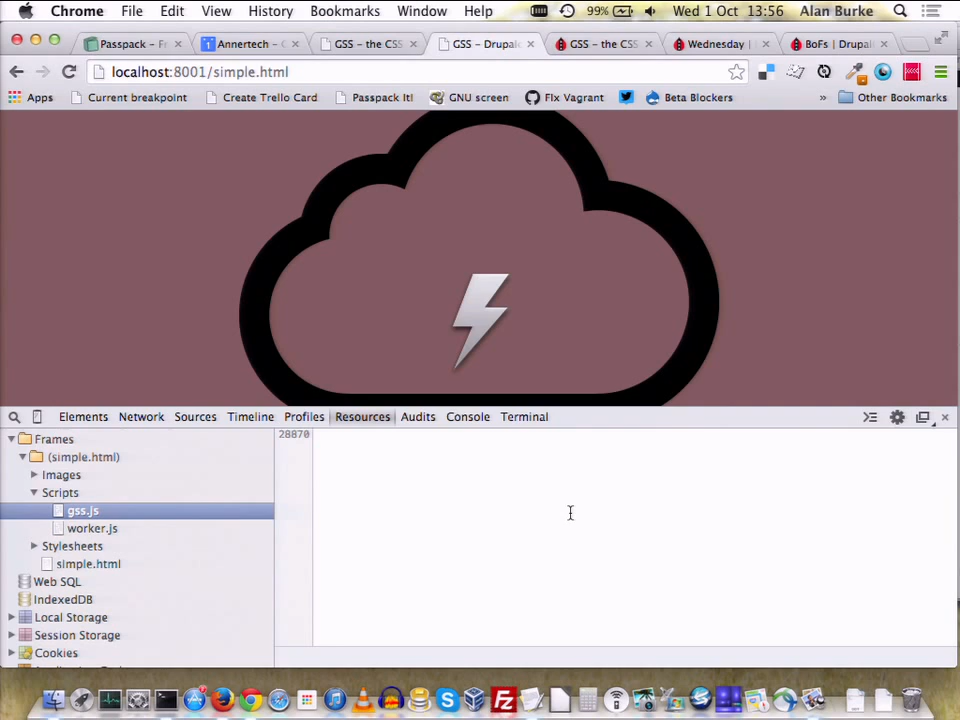 Chrome File Edit View History Bookmarks Window Help 99% Wed 1 Oct 13:56 Alan Burke
Passpack – Fr Annertech - C GSS - the CSS GSS - Drupal GSS - the CSS Wednesday | BoFs | Drupal
localhost:8001/simple.html
Apps Current breakpoint Create Trello Card Passpack It! GNU screen Fix Vagrant Beta Blockers » Other Bookmarks
Elements Network Sources Timeline Profiles Resources Audits Console Terminal
Frames
28870
(simple.html)
Images
Scripts
gss.js
worker.js
Stylesheets
simple.html
Web SQL
IndexedDB
Local Storage
Session Storage
Cookies